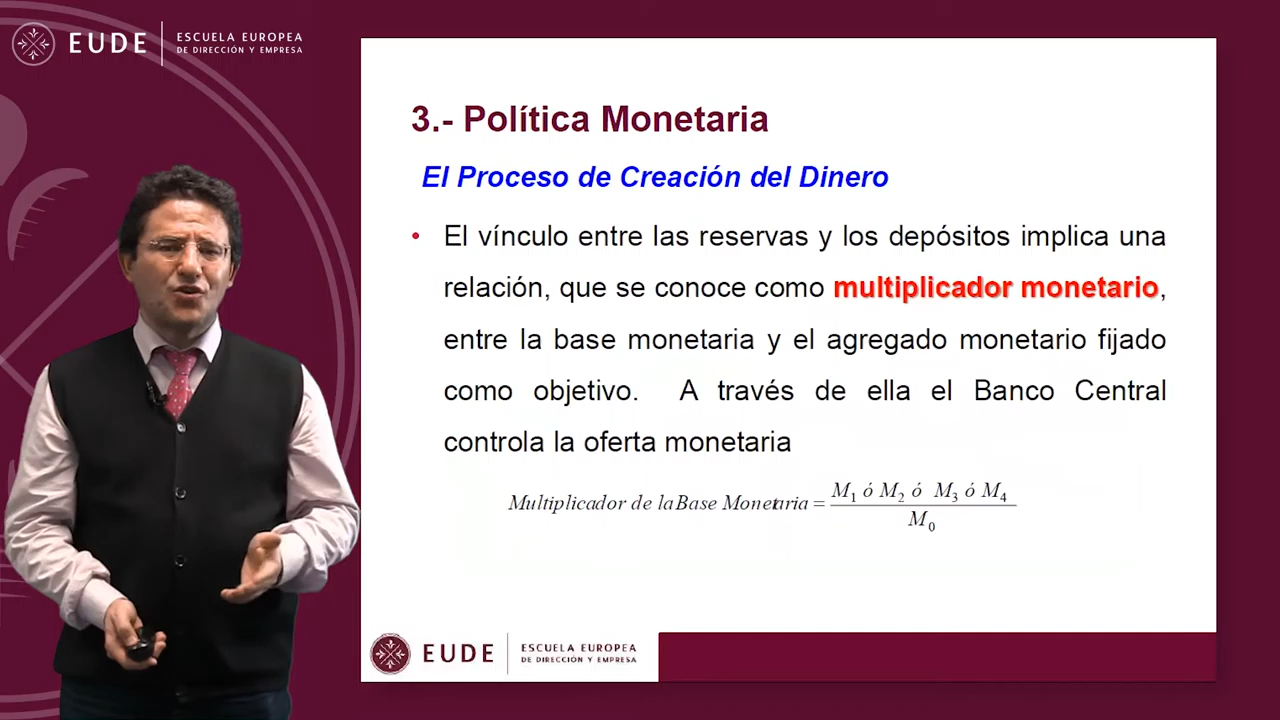 EUDE
ESCUELA EUROPEA
DE DIRECCIÓN Y EMPRESA
3.- Política Monetaria
El Proceso de Creación del Dinero
• El vínculo entre las reservas y los depósitos implica una
relación, que se conoce como multiplicador monetario,
entre la base monetaria y el agregado monetario fijado
como objetivo. A través de ella el Banco Central
controla la oferta monetaria
Multiplicador de la Base Monetaria = M₁ ó M₂ ó M₃ ó M₄
M₀
EUDE
ESCUELA EUROPEA
DE DIRECCIÓN Y EMPRESA